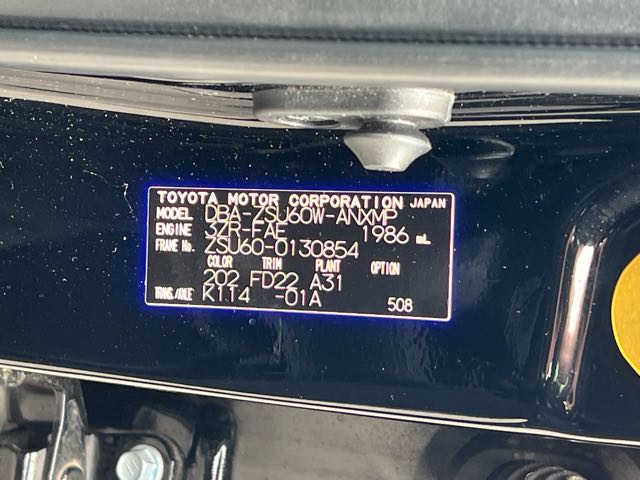 TOYOTA MOTOR CORPORATION JAPAN
MODEL DBA-ZSU60W-ANXMP
ENGINE 3ZR-FAE 1986 mL
FRAME No. ZSU60-0130854
COLOR TRIM PLANT OPTION
202 FD22 A31
TRANS./AXLE K114 -01A 508